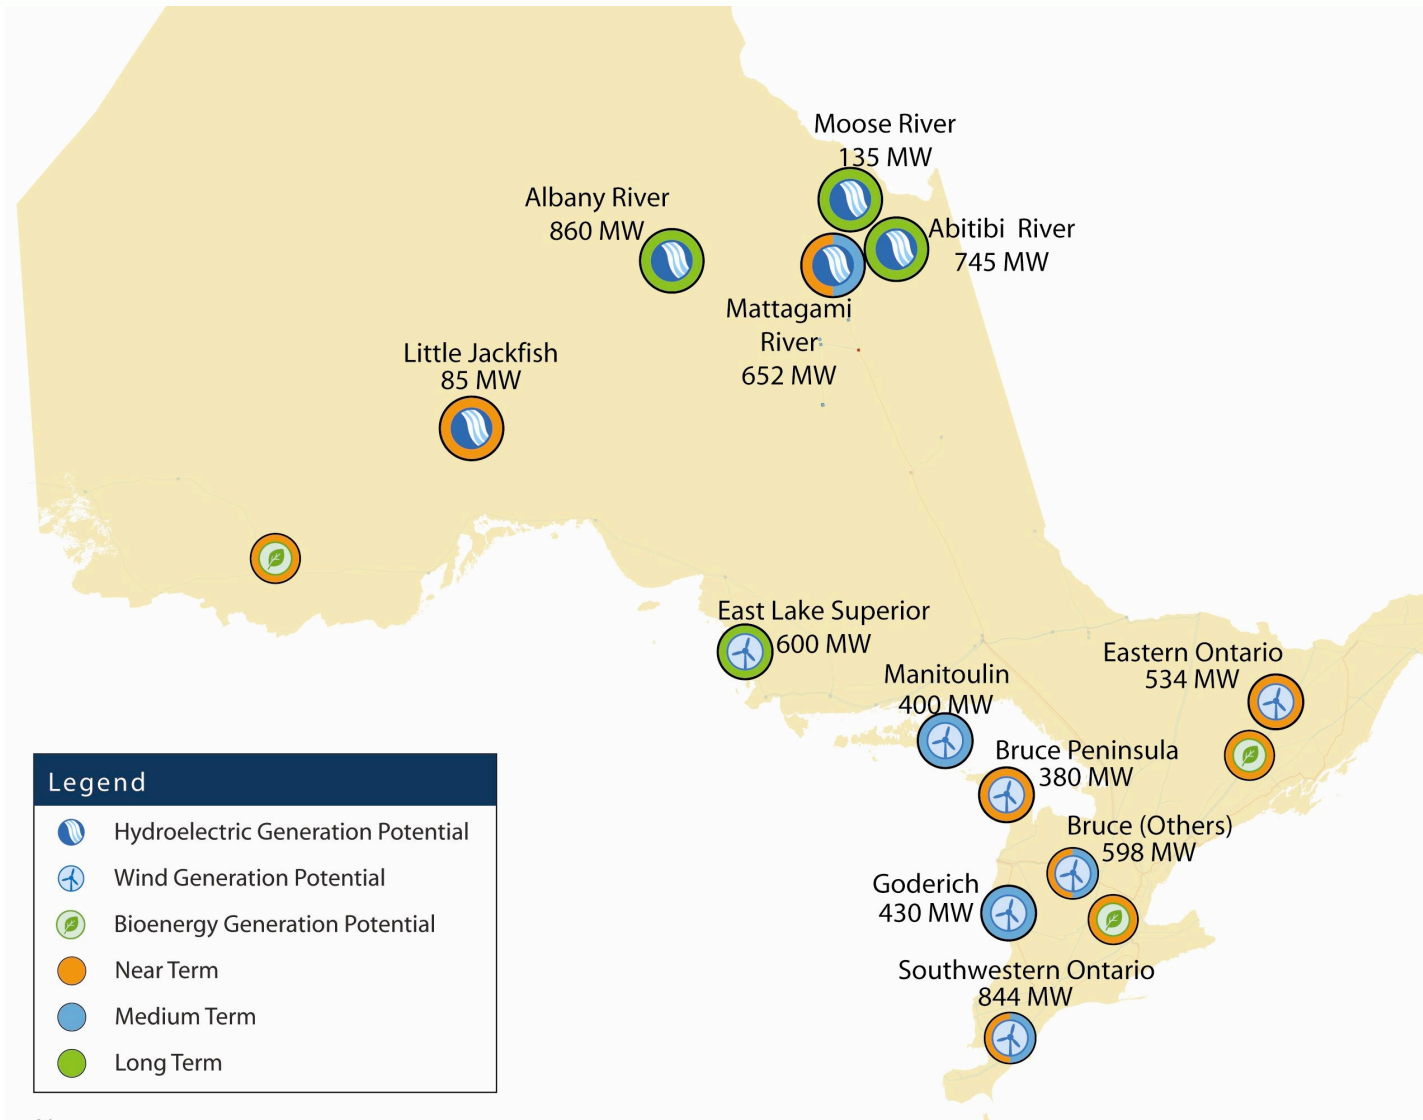 Moose River
135 MW
Albany River
860 MW
Abitibi River
745 MW
Mattagami
River
652 MW
Little Jackfish
85 MW
East Lake Superior
600 MW
Eastern Ontario
534 MW
Manitoulin
400 MW
Bruce Peninsula
380 MW
Bruce (Others)
598 MW
Goderich
430 MW
Southwestern Ontario
844 MW
Legend
Hydroelectric Generation Potential
Wind Generation Potential
Bioenergy Generation Potential
Near Term
Medium Term
Long Term